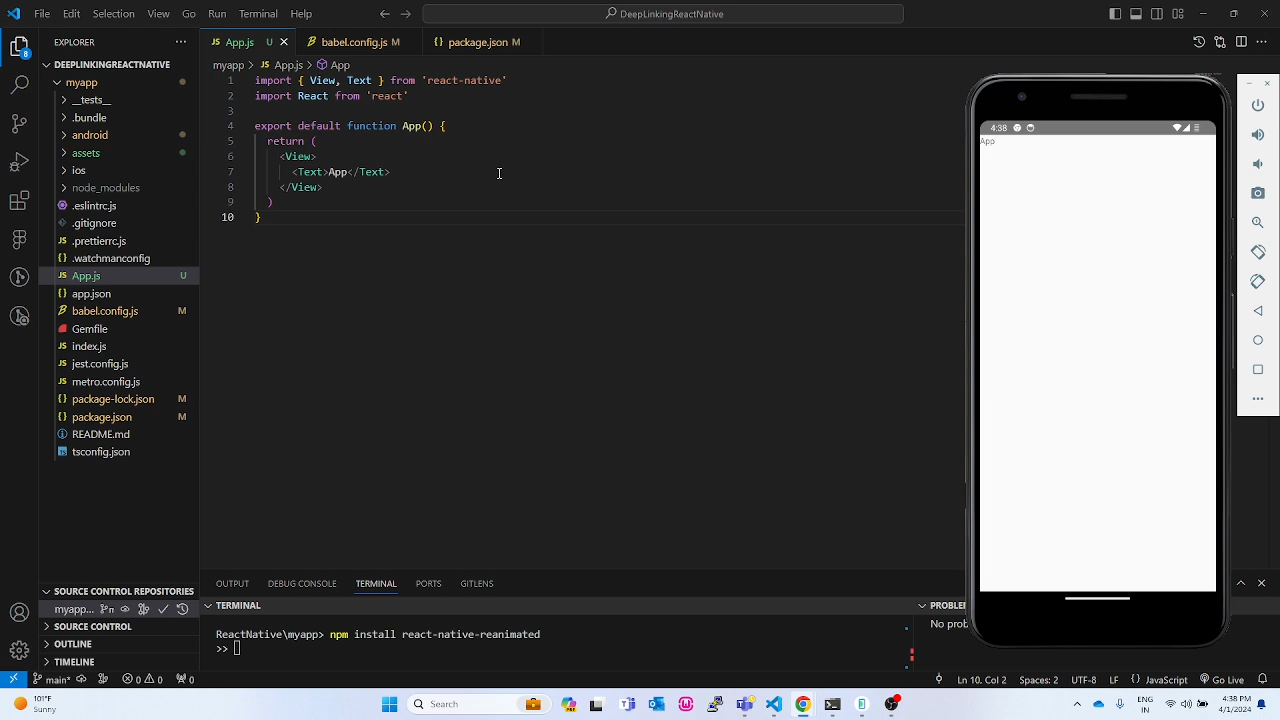 File Edit Selection View Go Run Terminal Help
DeepLinkingReactNative
EXPLORER
DEEPLINKINGREACTNATIVE
myapp
__tests__
.bundle
android
assets
ios
node_modules
.eslintrc.js
.gitignore
.prettierrc.js
.watchmanconfig
App.js U
app.json
babel.config.js M
Gemfile
index.js
jest.config.js
metro.config.js
package-lock.json M
package.json M
README.md
tsconfig.json
SOURCE CONTROL REPOSITORIES
myapp...
SOURCE CONTROL
OUTLINE
TIMELINE
App.js U babel.config.js M package.json M
myapp > App.js > App
1 import { View, Text } from 'react-native'
2 import React from 'react'
3
4 export default function App() {
5 return (
6 <View>
7 <Text>App</Text>
8 </View>
9 )
10 }
OUTPUT DEBUG CONSOLE TERMINAL PORTS GITLENS
TERMINAL
ReactNative\myapp> npm install react-native-reanimated
>>
No prob
4:38
App
main* 0 0 0
Ln 10, Col 2 Spaces: 2 UTF-8 LF JavaScript Go Live
101°F
Sunny
Search
ENG
IN
4:38 PM
4/1/2024